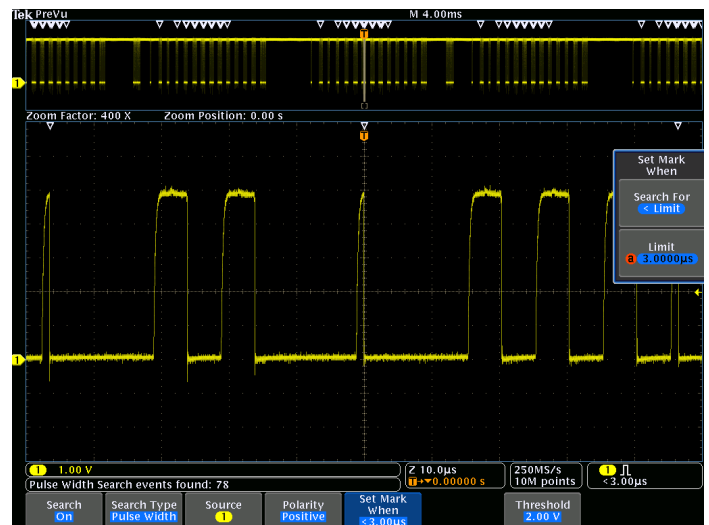 Tek PreVu M 4.00ms
T
1
Zoom Factor: 400 X Zoom Position: 0.00 s
T
Set Mark
When
Search For
< Limit
Limit
a 3.0000µs
1
1 1.00 V
Z 10.0µs
T→▼0.00000 s
250MS/s
10M points
1
<3.00µs
Pulse Width Search events found: 78
Search
On
Search Type
Pulse Width
Source
1
Polarity
Positive
Set Mark
When
<3.00µs
Threshold
2.00 V